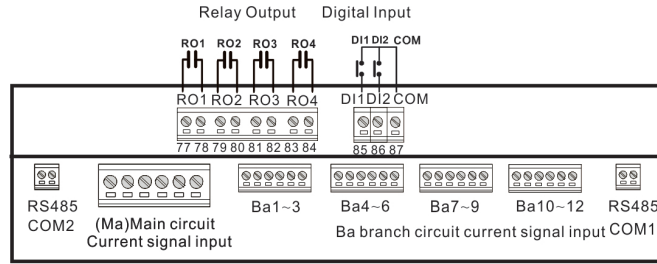 Relay Output Digital Input
RO1 RO2 RO3 RO4 DI1 DI2 COM
RO1 RO2 RO3 RO4 DI1 DI2 COM
77 78 79 80 81 82 83 84 85 86 87
RS485 COM2
(Ma)Main circuit
Current signal input
Ba1~3 Ba4~6 Ba7~9 Ba10~12
Ba branch circuit current signal input
RS485 COM1